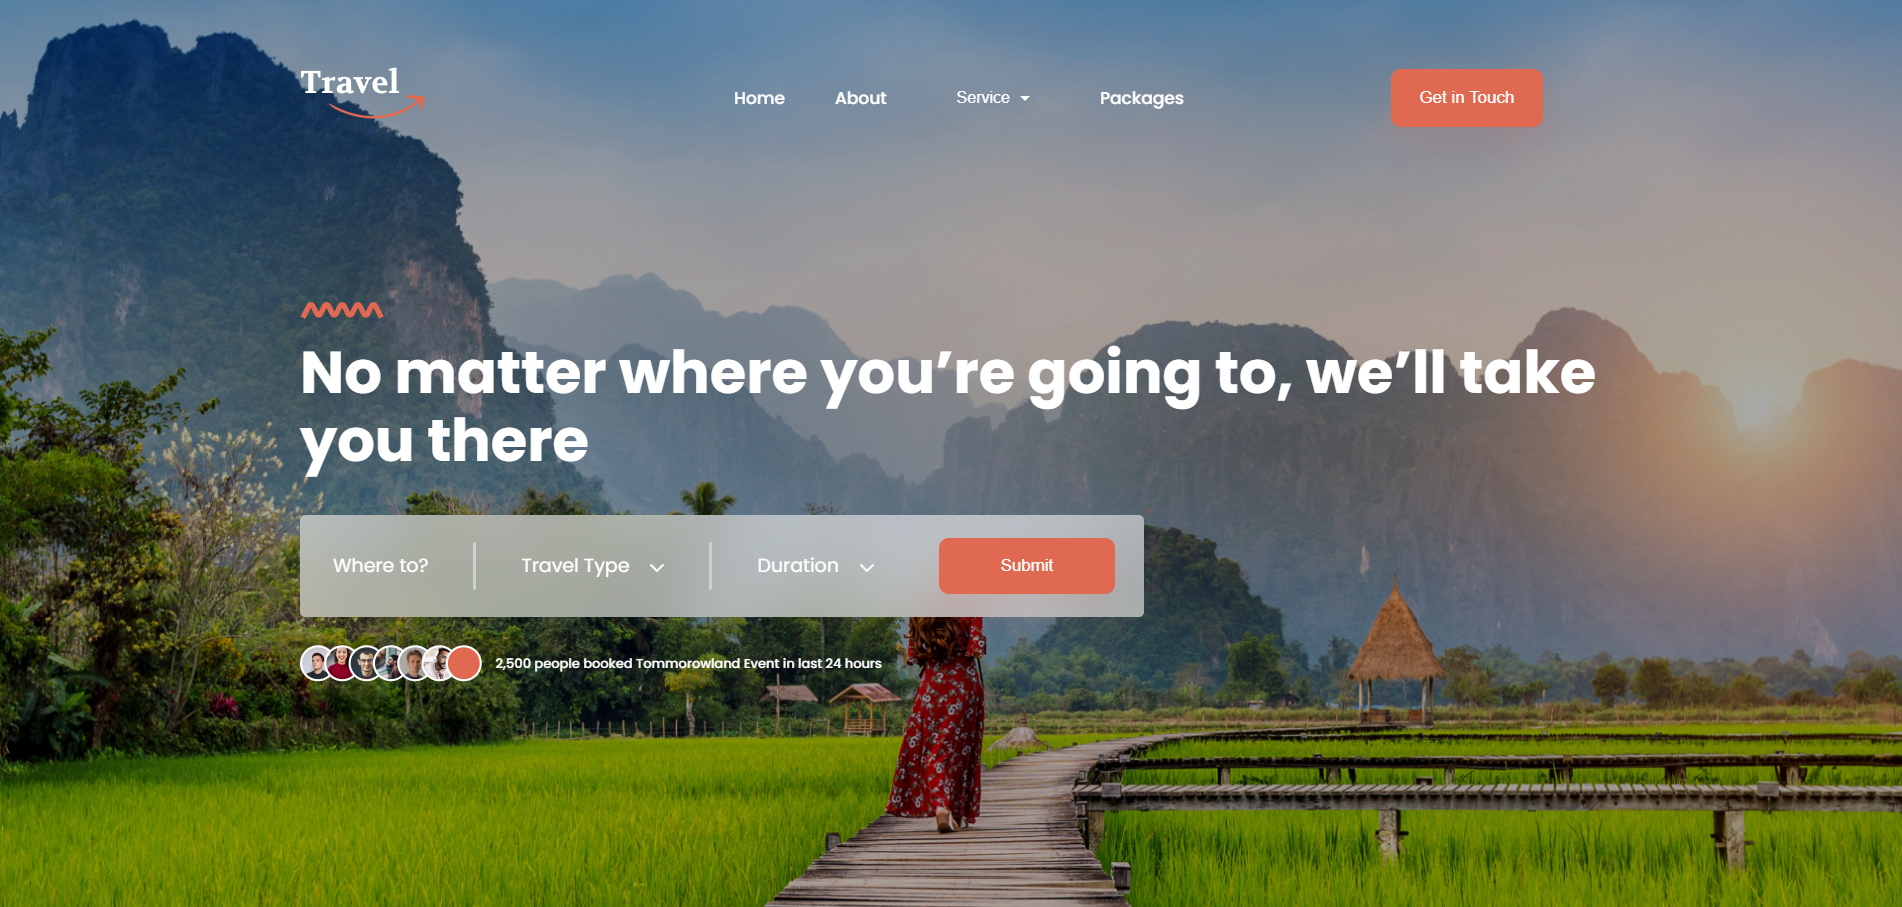 Travel
Home About Service Packages Get in Touch
No matter where you’re going to, we’ll take
you there
Where to? Travel Type Duration Submit
2,500 people booked Tommorowland Event in last 24 hours